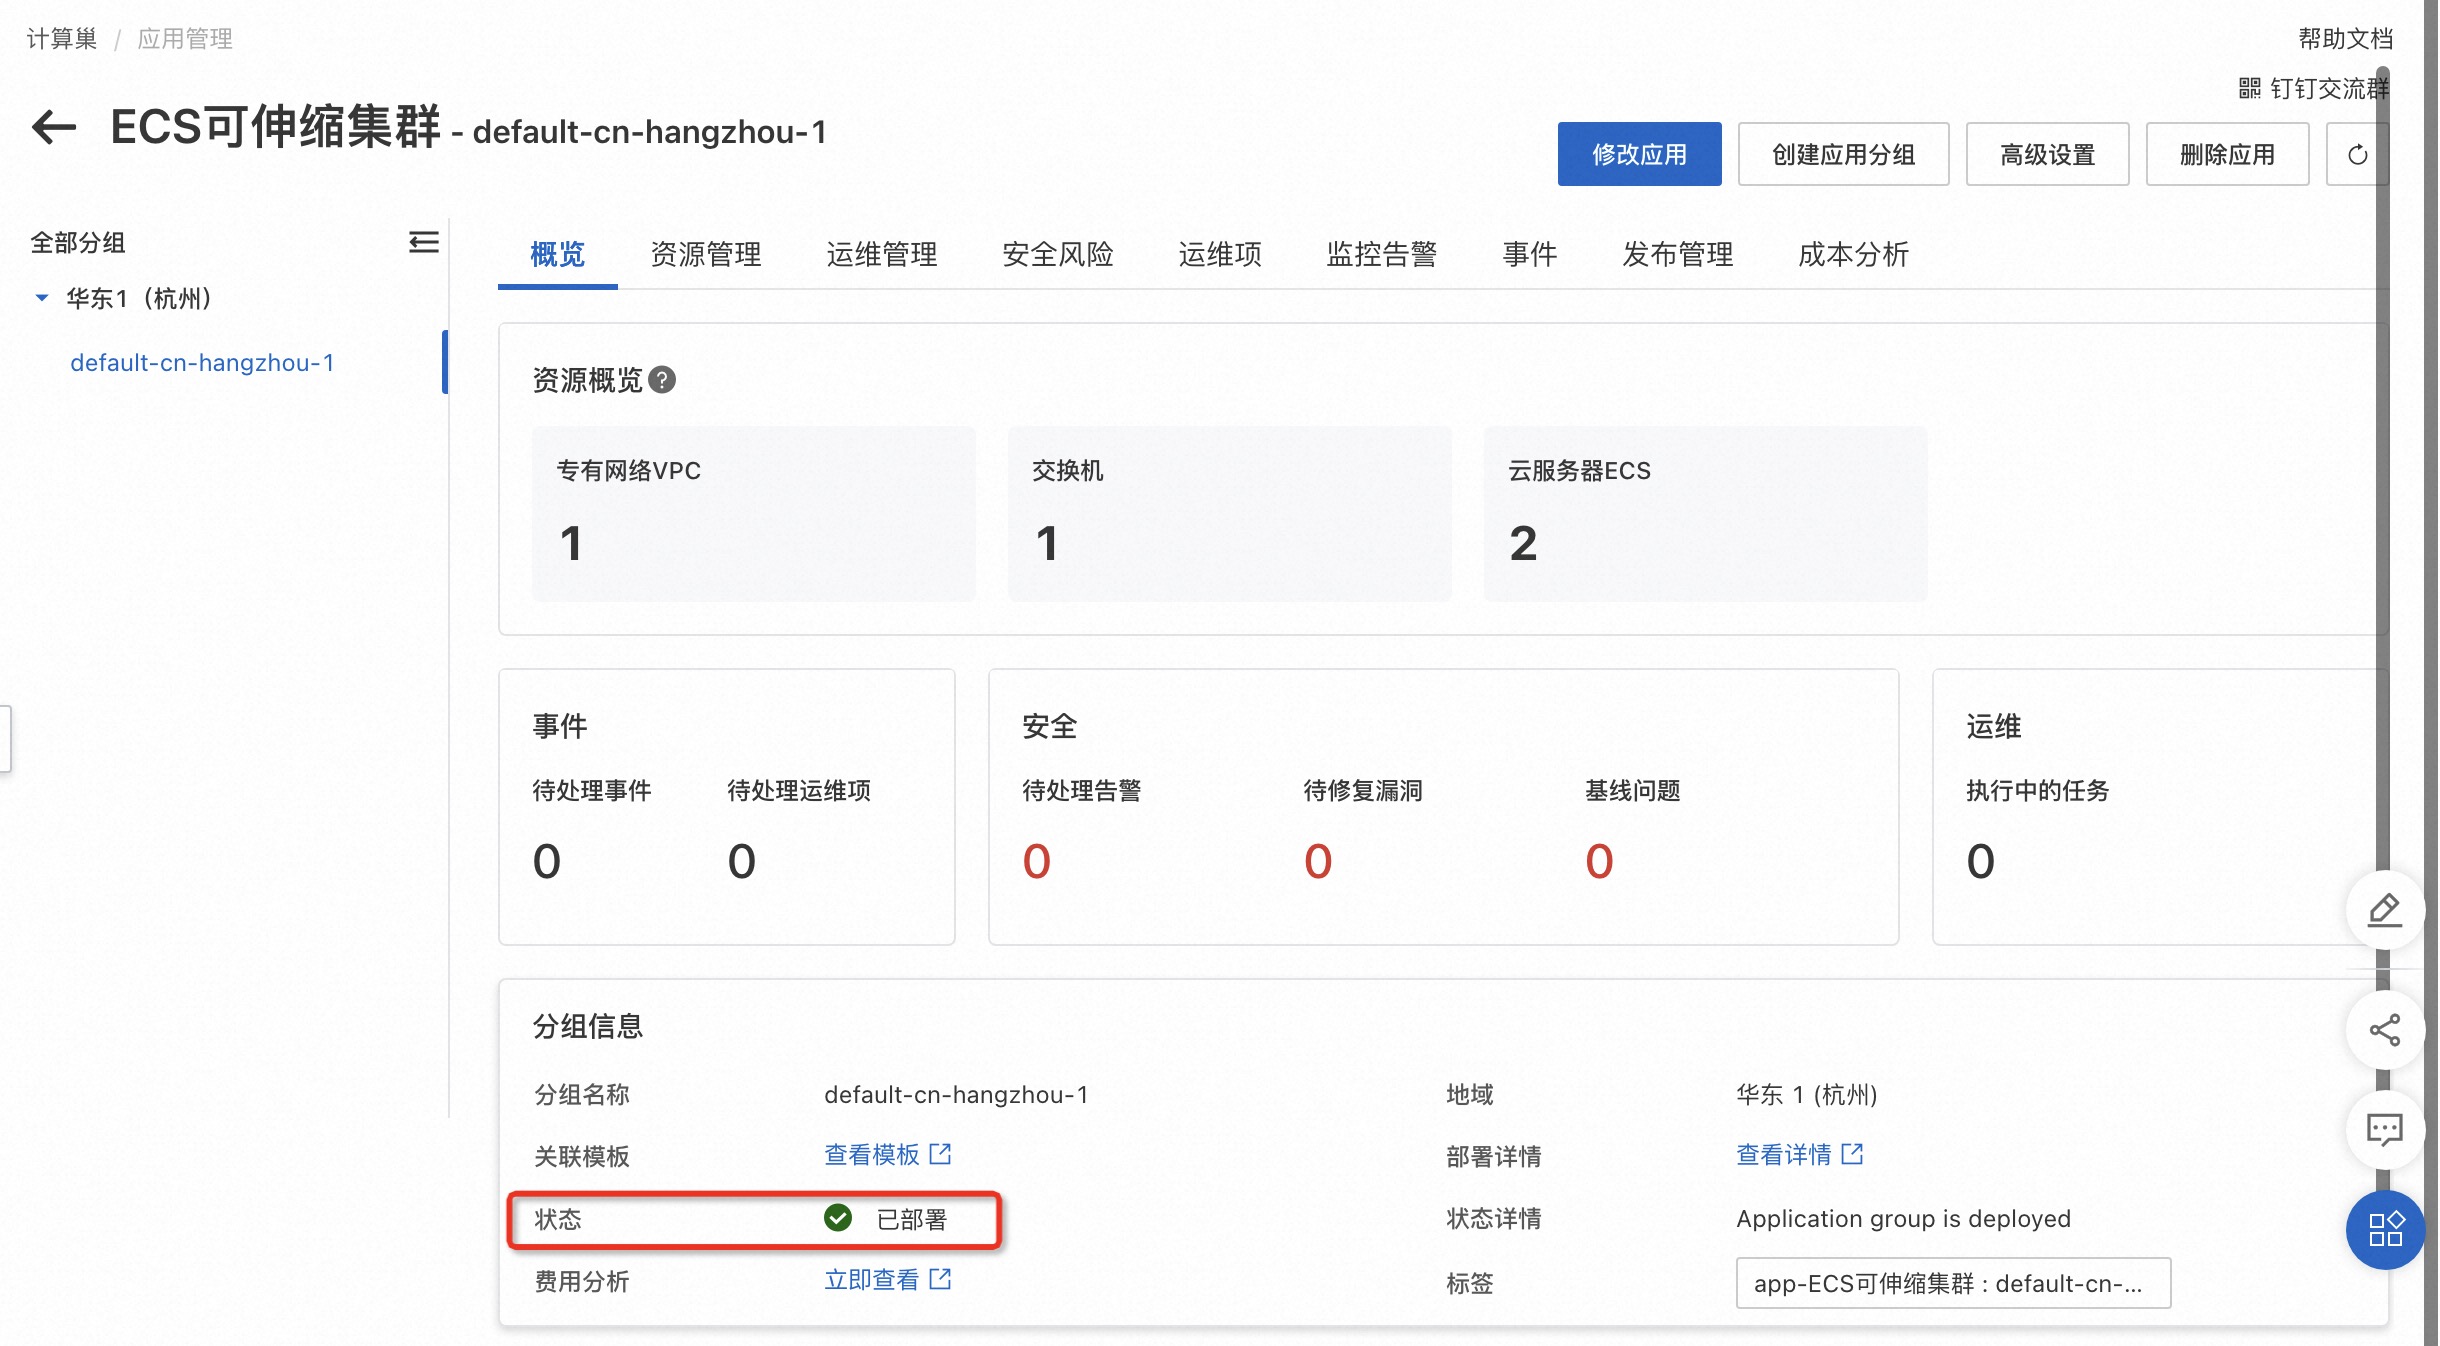 计算巢 / 应用管理
帮助文档
钉钉交流群
ECS可伸缩集群 - default-cn-hangzhou-1
修改应用 创建应用分组 高级设置 删除应用
全部分组
华东1（杭州）
default-cn-hangzhou-1
概览 资源管理 运维管理 安全风险 运维项 监控告警 事件 发布管理 成本分析
资源概览
专有网络VPC 交换机 云服务器ECS
1 1 2
事件 安全 运维
待处理事件 待处理运维项 待处理告警 待修复漏洞 基线问题 执行中的任务
0 0 0 0 0 0
分组信息
分组名称 default-cn-hangzhou-1 地域 华东 1 (杭州)
关联模板 查看模板 部署详情 查看详情
状态 已部署 状态详情 Application group is deployed
费用分析 立即查看 标签 app-ECS可伸缩集群 : default-cn-...